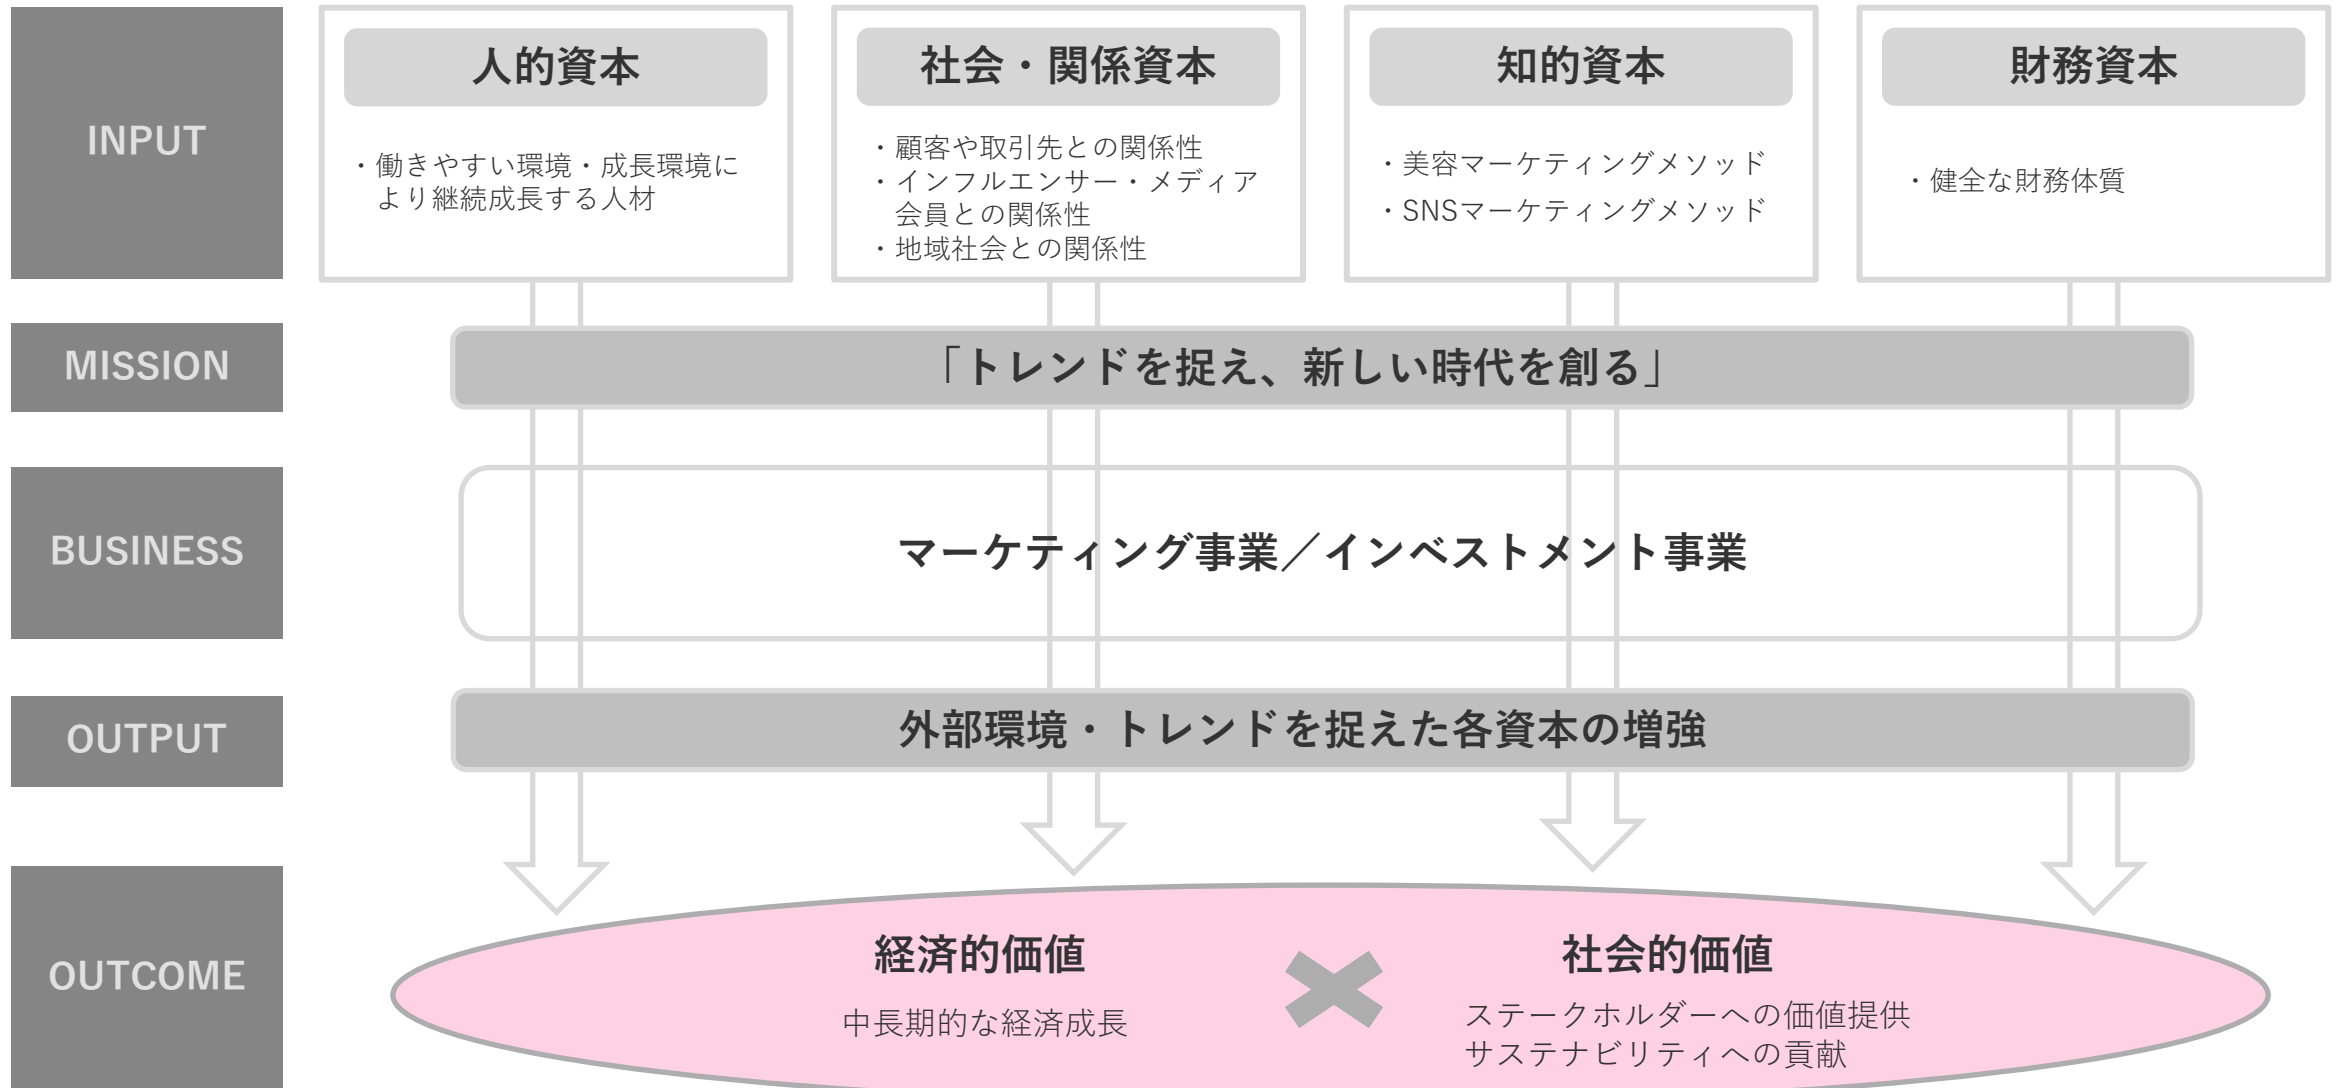 INPUT
人的資本
・働きやすい環境・成長環境に
より継続成長する人材
社会・関係資本
・顧客や取引先との関係性
・インフルエンサー・メディア
会員との関係性
・地域社会との関係性
知的資本
・美容マーケティングメソッド
・SNSマーケティングメソッド
財務資本
・健全な財務体質
MISSION
「トレンドを捉え、新しい時代を創る」
BUSINESS
マーケティング事業／インベストメント事業
OUTPUT
外部環境・トレンドを捉えた各資本の増強
OUTCOME
経済的価値
中長期的な経済成長
社会的価値
ステークホルダーへの価値提供
サステナビリティへの貢献